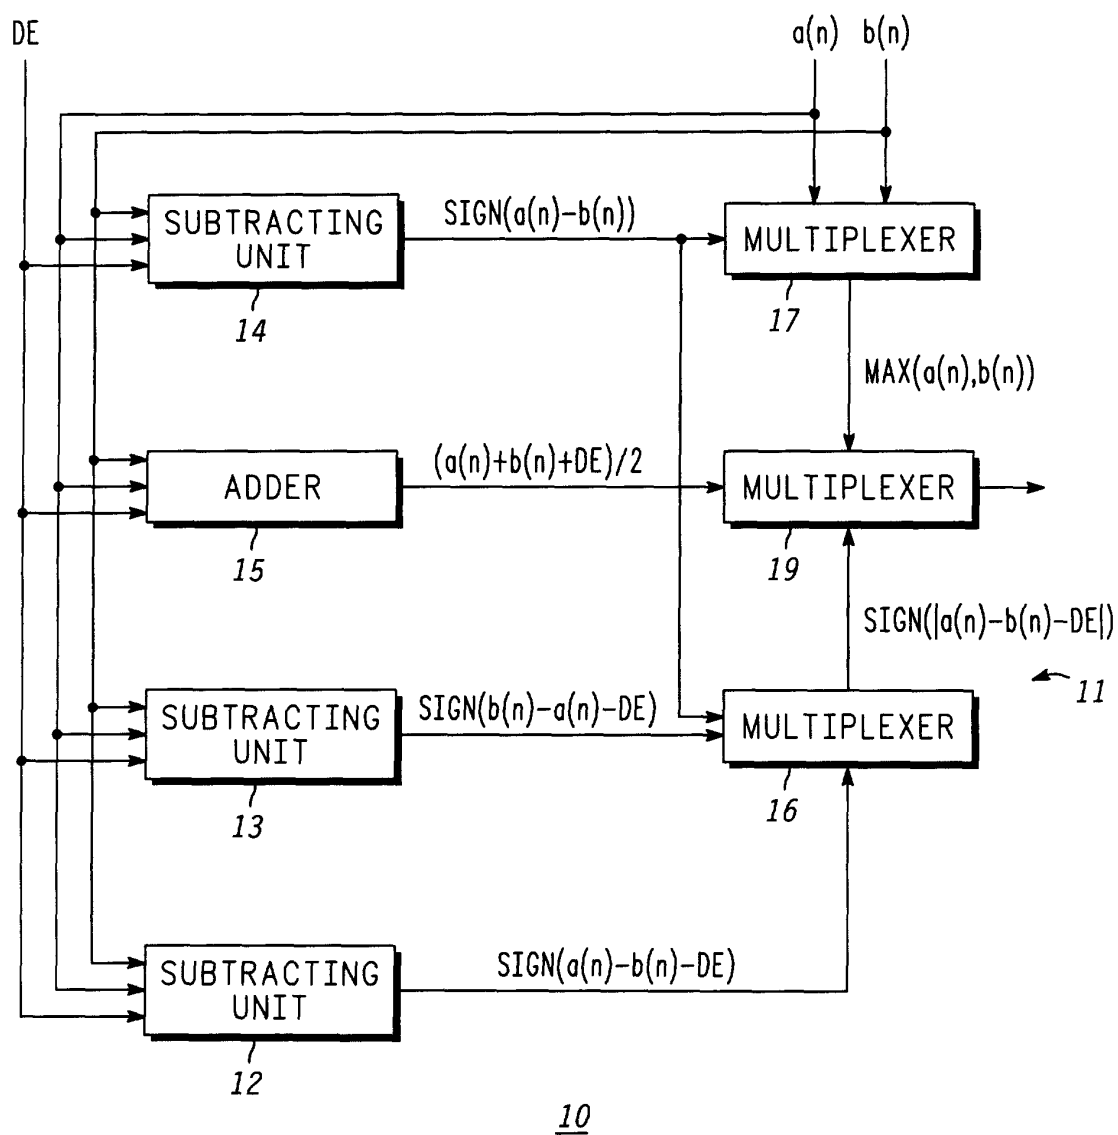 DE
a(n) b(n)
SUBTRACTING
UNIT
14
SIGN(a(n)-b(n))
MULTIPLEXER
17
MAX(a(n),b(n))
ADDER
15
(a(n)+b(n)+DE)/2
MULTIPLEXER
19
SIGN(|a(n)-b(n)-DE|)
11
SUBTRACTING
UNIT
13
SIGN(b(n)-a(n)-DE)
MULTIPLEXER
16
SUBTRACTING
UNIT
12
SIGN(a(n)-b(n)-DE)
10